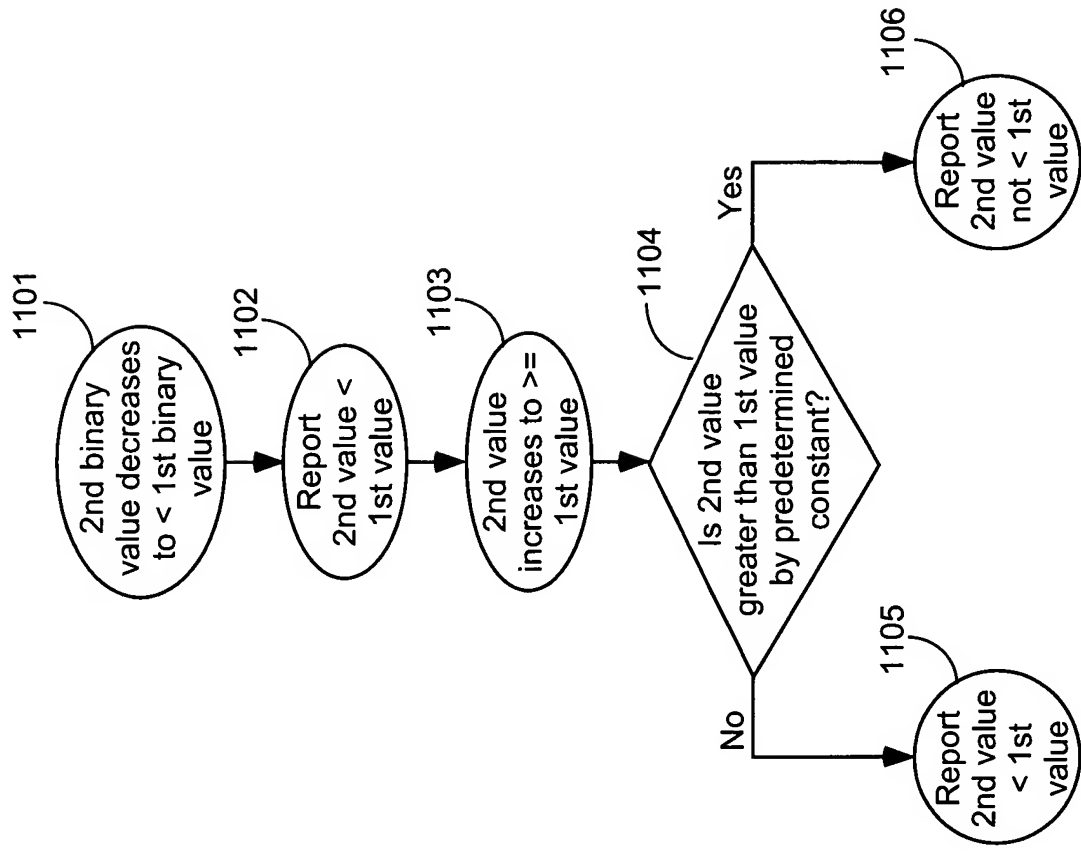 1101
2nd binary
value decreases
to < 1st binary
value
1102
Report
2nd value <
1st value
1103
2nd value
increases to >=
1st value
1104
Is 2nd value
greater than 1st value
by predetermined
constant?
No
Yes
1105
Report
2nd value
< 1st
value
1106
Report
2nd value
not < 1st
value